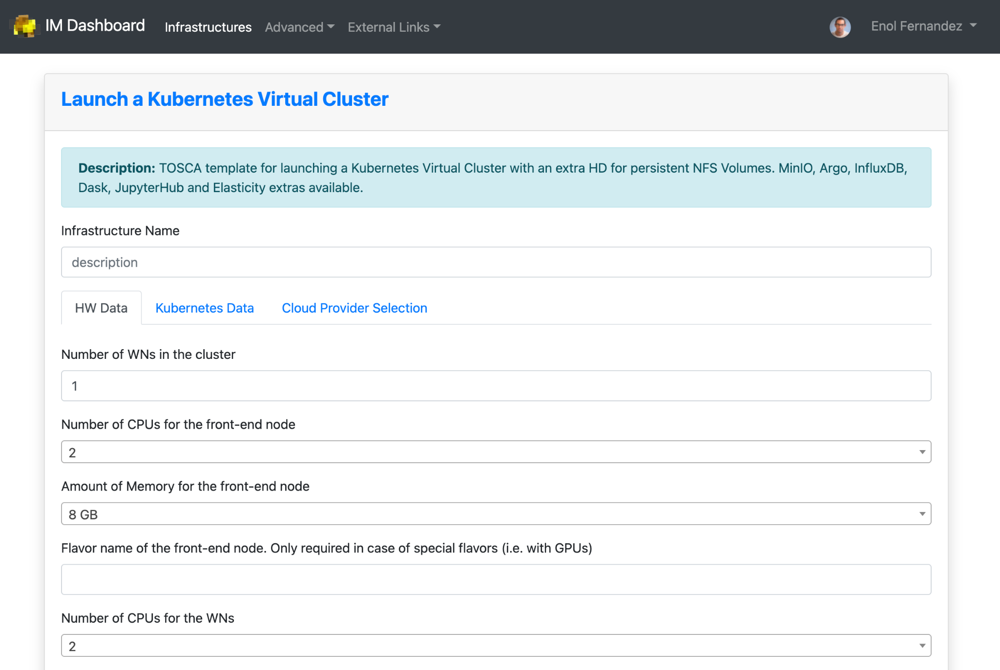 IM Dashboard Infrastructures Advanced External Links Enol Fernandez
Launch a Kubernetes Virtual Cluster
Description: TOSCA template for launching a Kubernetes Virtual Cluster with an extra HD for persistent NFS Volumes. MinIO, Argo, InfluxDB,
Dask, JupyterHub and Elasticity extras available.
Infrastructure Name
description
HW Data Kubernetes Data Cloud Provider Selection
Number of WNs in the cluster
1
Number of CPUs for the front-end node
2
Amount of Memory for the front-end node
8 GB
Flavor name of the front-end node. Only required in case of special flavors (i.e. with GPUs)
Number of CPUs for the WNs
2